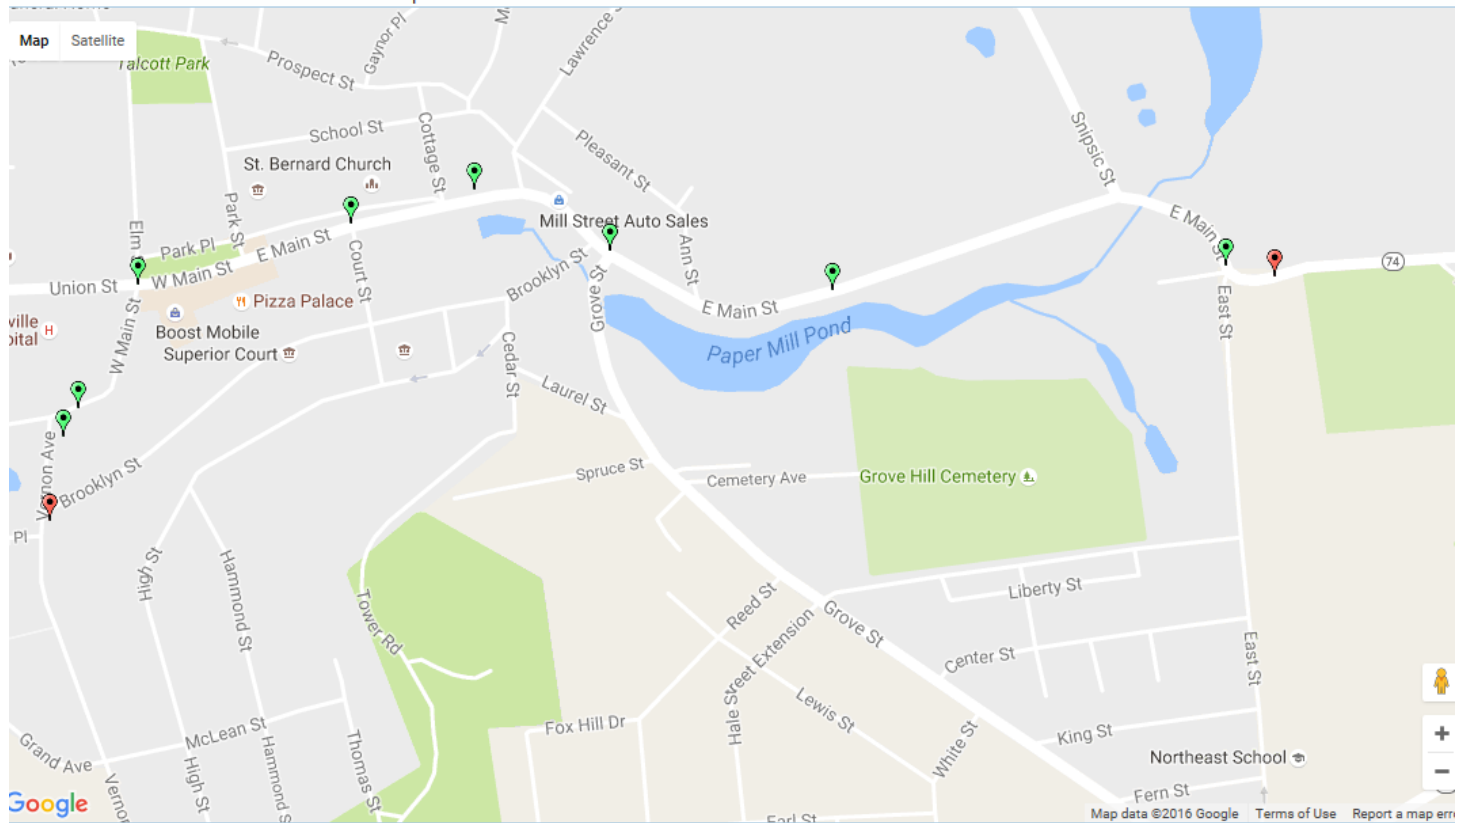 Map Satellite
Talcott Park
Prospect St
Gaynor Pl
Lawrence S
School St
Cottage St
Pleasant St
Snipsic St
St. Bernard Church
Park St
Elm S
Park Pl
E Main St
W Main St
Union St
Court St
Mill Street Auto Sales
Brooklyn St
Grove St
Ann St
E Main St
E Main St
74
East St
Pizza Palace
Boost Mobile
Superior Court
ville
pital
H
W Main St
Paper Mill Pond
Cedar St
Laurel St
Vernon Ave
Brooklyn St
Pl
Spruce St
Cemetery Ave
Grove Hill Cemetery
High St
Hammond St
Tower Rd
Reed St
Hale Street Extension
Grove St
Liberty St
Center St
East St
Lewis St
White St
King St
Fox Hill Dr
McLean St
Grand Ave
Vernon
High St
Hammond S
Thomas St
Northeast School
Fern St
Earl St
Google
Map data ©2016 Google Terms of Use Report a map erro